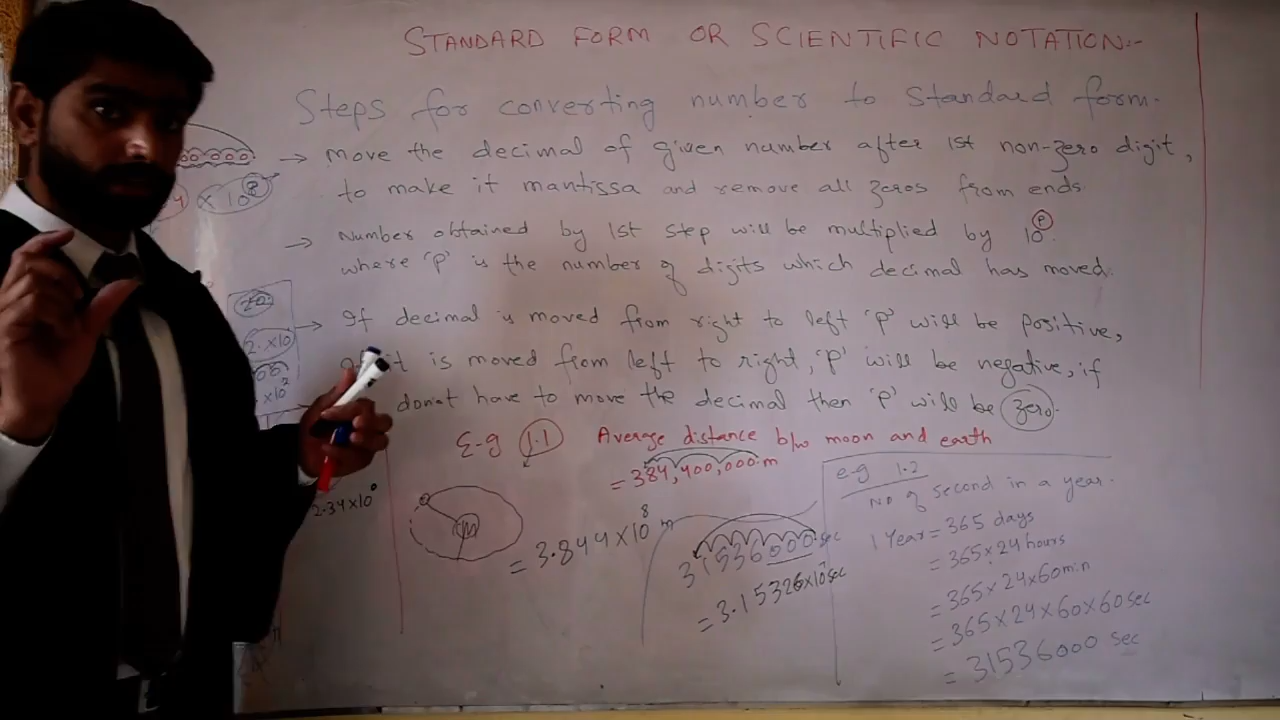 STANDARD FORM OR SCIENTIFIC NOTATION:-
Steps for converting number to Standard form.
→ Move the decimal of given number after 1st non-zero digit,
to make it mantissa and remove all zeros from ends.
→ Number obtained by 1st step will be multiplied by 10^P.
where 'P' is the number of digits which decimal has moved.
→ If decimal is moved from right to left 'P' will be positive,
it is moved from left to right, 'P' will be negative, if
donot have to move the decimal then 'P' will be zero.
E-g 1.1 Average distance b/w moon and earth
= 384,400,000.m
= 3.844×10^8 m
31536000.sec
= 3.15326×10^7 sec
e-g 1.2
No of second in a year.
1 Year = 365 days
= 365×24 hours
= 365×24×60min
= 365×24×60×60 Sec
= 31536000 Sec
2.34×10^0